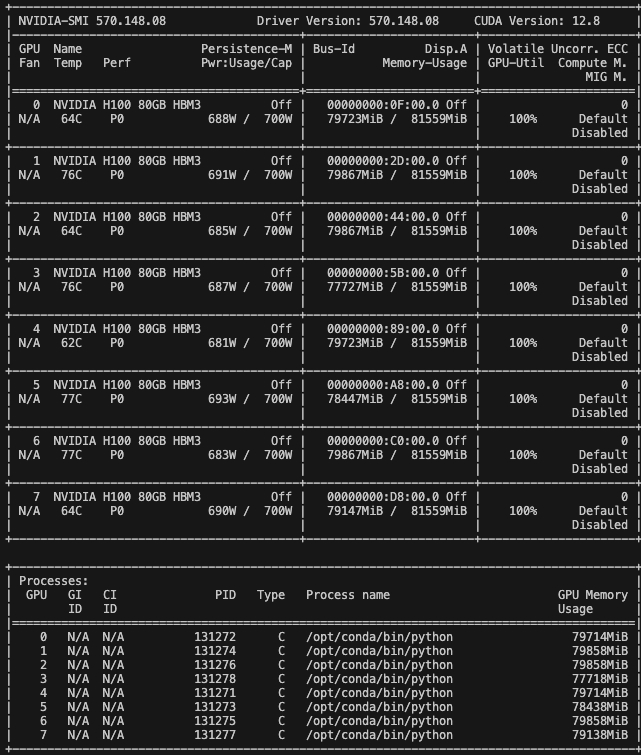 NVIDIA-SMI 570.148.08 Driver Version: 570.148.08 CUDA Version: 12.8
GPU Name Persistence-M | Bus-Id Disp.A | Volatile Uncorr. ECC
Fan Temp Perf Pwr:Usage/Cap | Memory-Usage | GPU-Util Compute M.
MIG M.
0 NVIDIA H100 80GB HBM3 Off | 00000000:0F:00.0 Off | 0
N/A 64C P0 688W / 700W | 79723MiB / 81559MiB | 100% Default
Disabled
1 NVIDIA H100 80GB HBM3 Off | 00000000:2D:00.0 Off | 0
N/A 76C P0 691W / 700W | 79867MiB / 81559MiB | 100% Default
Disabled
2 NVIDIA H100 80GB HBM3 Off | 00000000:44:00.0 Off | 0
N/A 64C P0 685W / 700W | 79867MiB / 81559MiB | 100% Default
Disabled
3 NVIDIA H100 80GB HBM3 Off | 00000000:5B:00.0 Off | 0
N/A 76C P0 687W / 700W | 77727MiB / 81559MiB | 100% Default
Disabled
4 NVIDIA H100 80GB HBM3 Off | 00000000:89:00.0 Off | 0
N/A 62C P0 681W / 700W | 79723MiB / 81559MiB | 100% Default
Disabled
5 NVIDIA H100 80GB HBM3 Off | 00000000:A8:00.0 Off | 0
N/A 77C P0 693W / 700W | 78447MiB / 81559MiB | 100% Default
Disabled
6 NVIDIA H100 80GB HBM3 Off | 00000000:C0:00.0 Off | 0
N/A 77C P0 683W / 700W | 79867MiB / 81559MiB | 100% Default
Disabled
7 NVIDIA H100 80GB HBM3 Off | 00000000:D8:00.0 Off | 0
N/A 64C P0 690W / 700W | 79147MiB / 81559MiB | 100% Default
Disabled
Processes:
GPU GI CI PID Type Process name GPU Memory
ID ID Usage
0 N/A N/A 131272 C /opt/conda/bin/python 79714MiB
1 N/A N/A 131274 C /opt/conda/bin/python 79858MiB
2 N/A N/A 131276 C /opt/conda/bin/python 79858MiB
3 N/A N/A 131278 C /opt/conda/bin/python 77718MiB
4 N/A N/A 131271 C /opt/conda/bin/python 79714MiB
5 N/A N/A 131273 C /opt/conda/bin/python 78438MiB
6 N/A N/A 131275 C /opt/conda/bin/python 79858MiB
7 N/A N/A 131277 C /opt/conda/bin/python 79138MiB